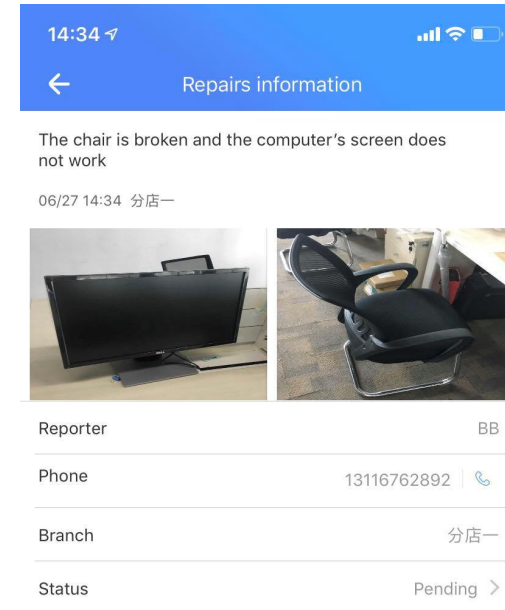 14:34
Repairs information
The chair is broken and the computer's screen does
not work
06/27 14:34 分店一
DELL
Reporter BB
Phone 13116762892
Branch 分店一
Status Pending